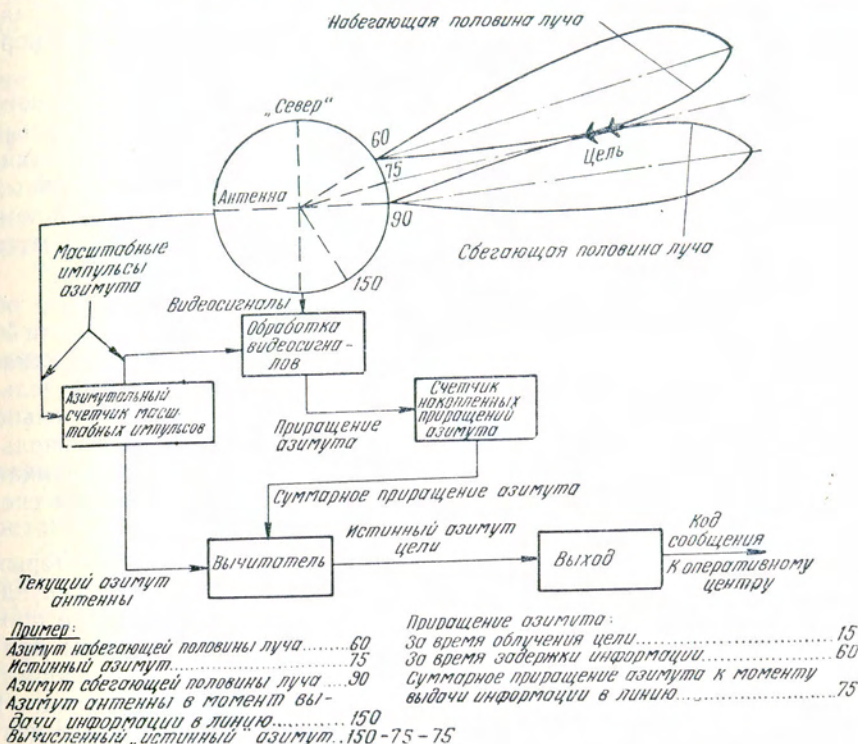 Набегающая половина луча
„Север“
60
75
Цель
Антенна
90
Масштабные
импульсы
азимута
Сбегающая половина луча
150
Видеосигналы
Обработка
видеосигна-
лов
Азимутальный
счетчик масш-
табных импульсов
Счетчик
накопленных
приращений
азимута
Приращение
азимута
Суммарное приращение азимута
Вычитатель
Истинный азимут
цели
Выход
Код
сообщения
К оперативному
центру
Текущий азимут
антенны
Пример:
Азимут набегающей половины луча......60
Истинный азимут..................75
Азимут сбегающей половины луча...90
Азимут антенны в момент вы-
дачи информации в линию..........150
Вычисленный „истинный“ азимут..150-75-75
Приращение азимута:
За время облучения цели..........................15
За время задержки информации...............60
Суммарное приращение азимута к моменту
выдачи информации в линию....................75